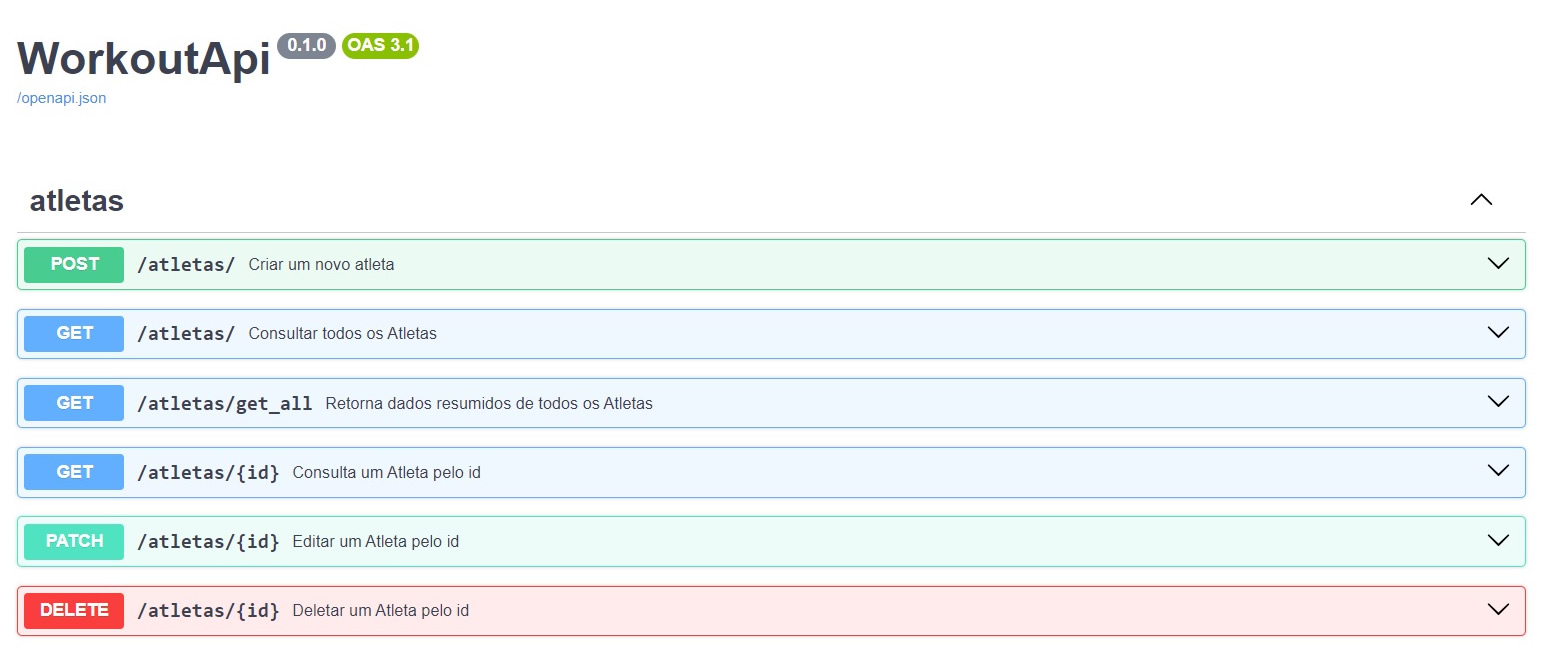 WorkoutApi 0.1.0 OAS 3.1
/openapi.json
atletas
POST /atletas/ Criar um novo atleta
GET /atletas/ Consultar todos os Atletas
GET /atletas/get_all Retorna dados resumidos de todos os Atletas
GET /atletas/{id} Consulta um Atleta pelo id
PATCH /atletas/{id} Editar um Atleta pelo id
DELETE /atletas/{id} Deletar um Atleta pelo id